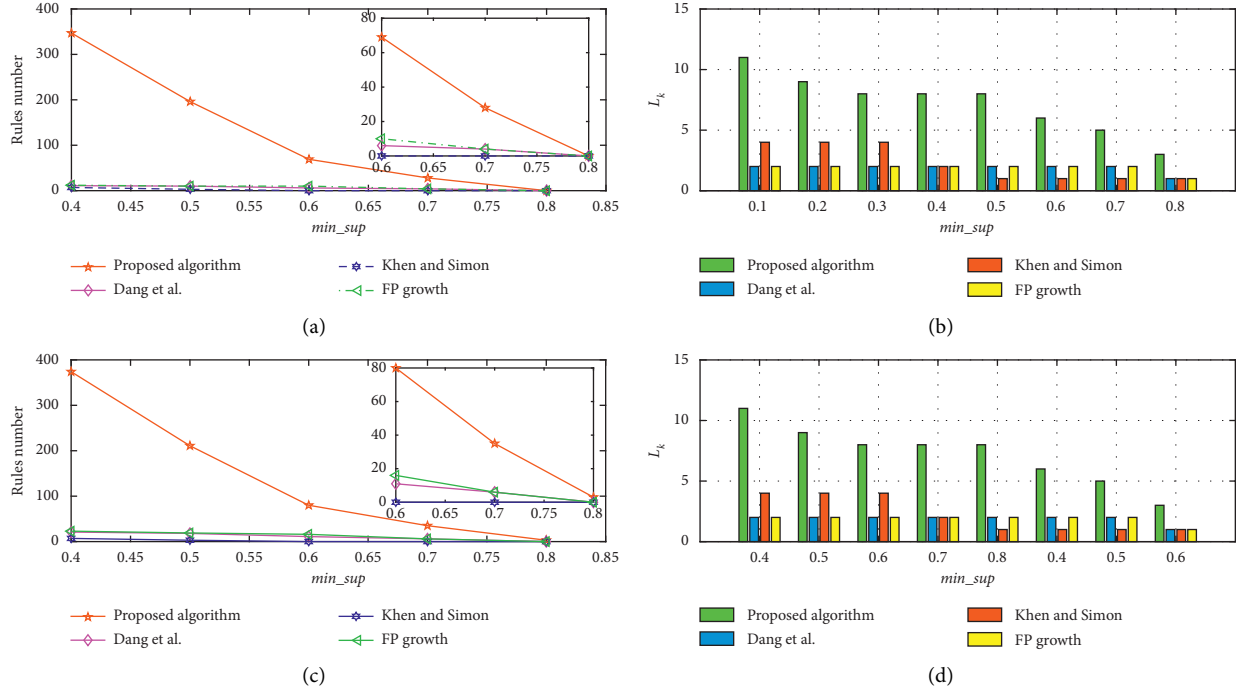 400
300
200
100
0
Rules number
0.4 0.45 0.5 0.55 0.6 0.65 0.7 0.75 0.8 0.85
min_sup
80
60
40
20
0
0.6 0.65 0.7 0.75 0.8
Proposed algorithm
Dang et al.
Khen and Simon
FP growth
(a)
15
10
5
0
L_k
0.1 0.2 0.3 0.4 0.5 0.6 0.7 0.8
min_sup
Proposed algorithm
Dang et al.
Khen and Simon
FP growth
(b)
400
300
200
100
0
Rules number
0.4 0.45 0.5 0.55 0.6 0.65 0.7 0.75 0.8 0.85
min_sup
80
60
40
20
0
0.6 0.65 0.7 0.75 0.8
Proposed algorithm
Dang et al.
Khen and Simon
FP growth
(c)
15
10
5
0
L_k
0.4 0.5 0.6 0.7 0.8 0.4 0.5 0.6
min_sup
Proposed algorithm
Dang et al.
Khen and Simon
FP growth
(d)